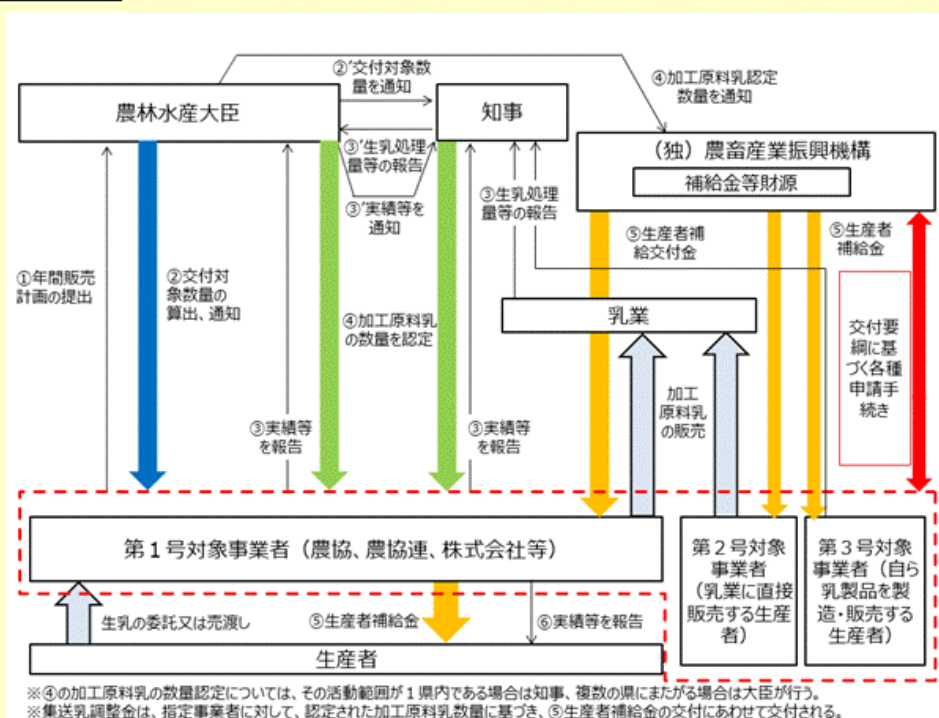 ②’交付対象数
量を通知
④加工原料乳認定
数量を通知
農林水産大臣
知事
③’生乳処理
量等の報告
③’実績等を
通知
(独)農畜産業振興機構
補給金等財源
③生乳処理
量等の報告
⑤生産者補
給交付金
⑤生産者
補給金
①年間販売
計画の提出
②交付対
象数量の
算出、通知
④加工原料乳
の数量を認定
乳業
交付要
綱に基
づく各種
申請手
続き
加工
原料乳
の販売
③実績等
を報告
③実績等
を報告
第1号対象事業者(農協、農協連、株式会社等)
第2号対象
事業者
(乳業に直接
販売する生産
者)
第3号対象
事業者(自ら
乳製品を製
造・販売する
生産者)
生乳の委託又は売渡し
⑤生産者補給金
⑥実績等を報告
生産者
※④の加工原料乳の数量認定については、その活動範囲が1県内である場合は知事、複数の県にまたがる場合は大臣が行う。
※集送乳調整金は、指定事業者に対して、認定された加工原料乳数量に基づき、⑤生産者補給金の交付にあわせて交付される。